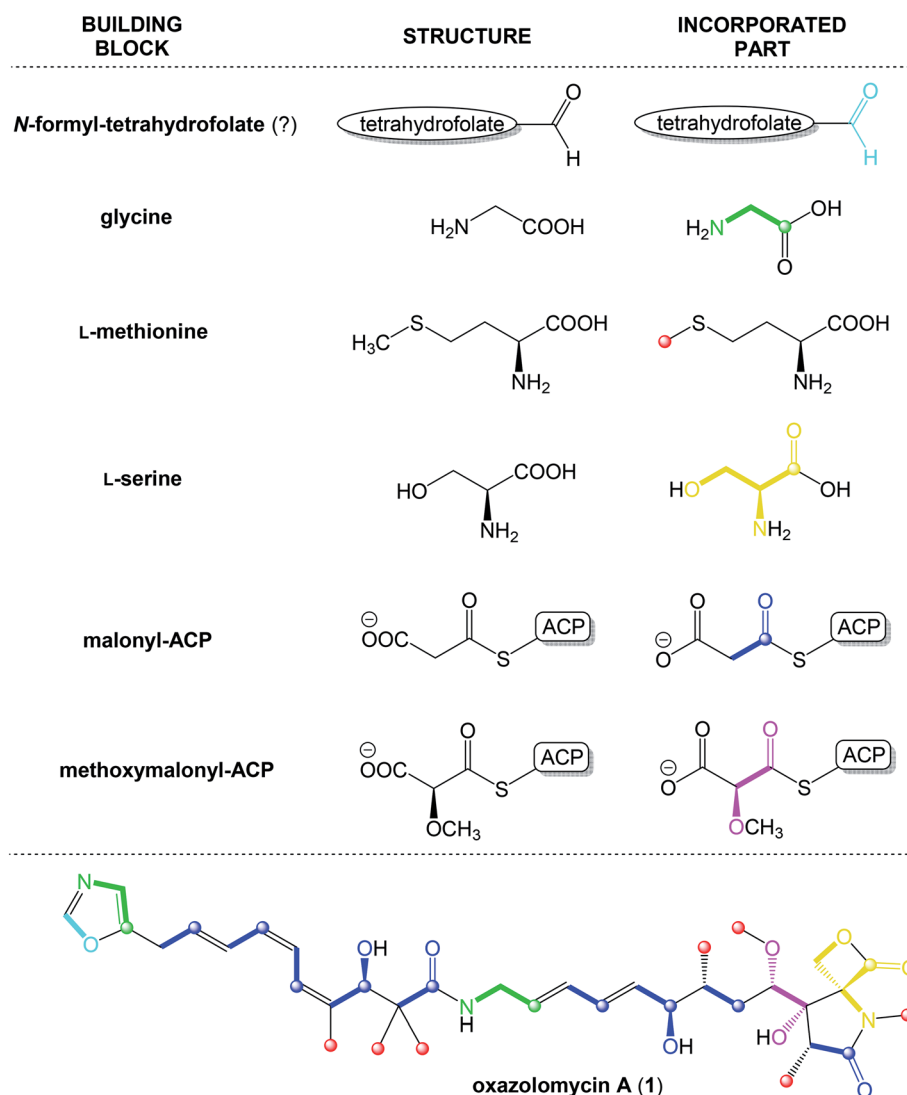 BUILDING
BLOCK
STRUCTURE
INCORPORATED
PART
N-formyl-tetrahydrofolate (?)
tetrahydrofolate
O
H
tetrahydrofolate
O
H
glycine
H₂N
COOH
H₂N
OH
O
L-methionine
H₃C
S
COOH
NH₂
S
COOH
NH₂
L-serine
HO
COOH
NH₂
HO
O
OH
NH₂
malonyl-ACP
⊖
OOC
O
S
ACP
O
⊖
O
O
S
ACP
methoxymalonyl-ACP
⊖
OOC
O
S
ACP
OCH₃
O
⊖
O
O
S
ACP
OCH₃
N
O
OH
O
N
H
OH
O
HO
O
O
N
O
oxazolomycin A (1)